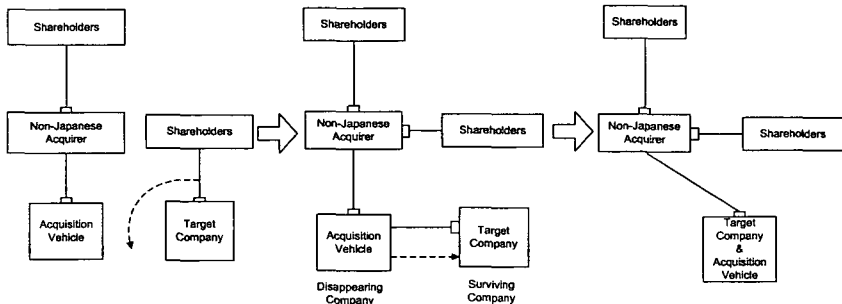 Shareholders
Non-Japanese
Acquirer
Shareholders
Acquisition
Vehicle
Target
Company
Shareholders
Non-Japanese
Acquirer
Shareholders
Acquisition
Vehicle
Target
Company
Disappearing
Company
Surviving
Company
Shareholders
Non-Japanese
Acquirer
Shareholders
Target
Company
&
Acquisition
Vehicle